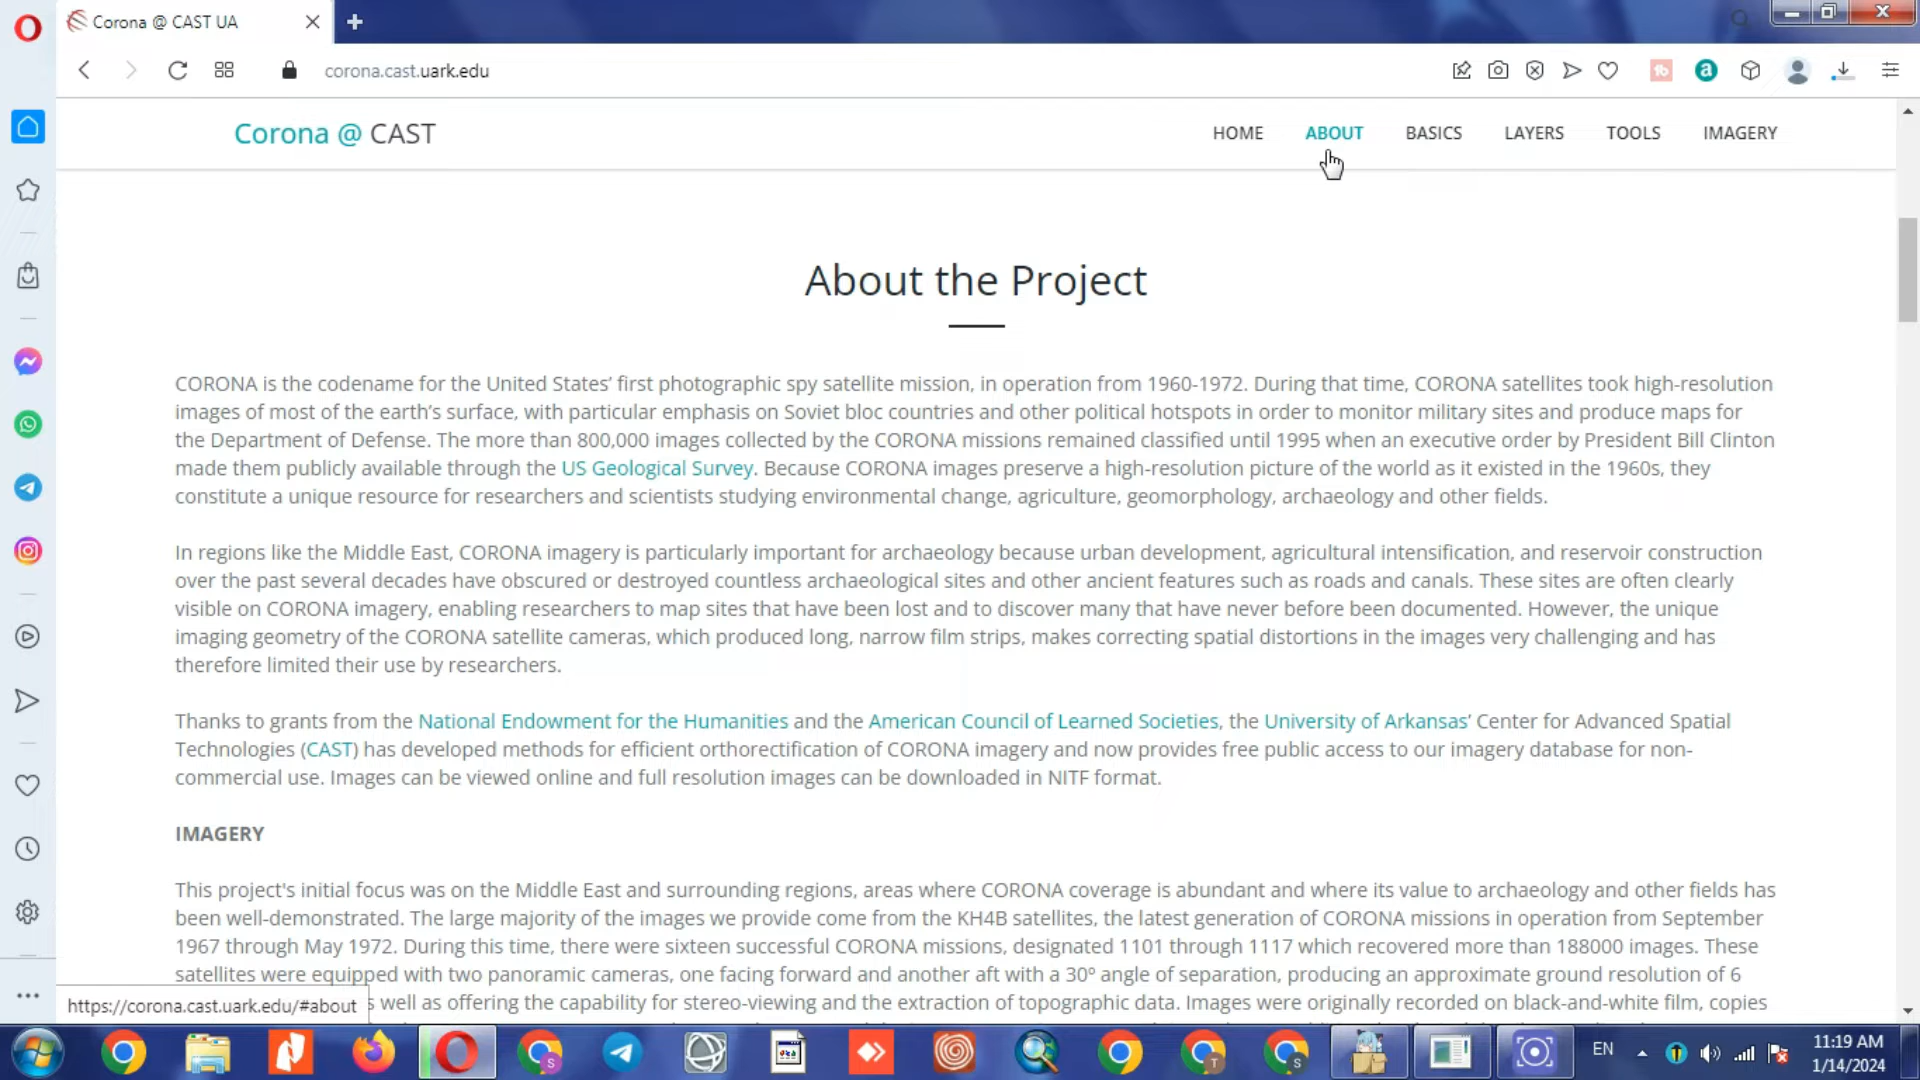 Corona @ CAST UA
corona.cast.uark.edu
Corona @ CAST
HOME ABOUT BASICS LAYERS TOOLS IMAGERY
About the Project
CORONA is the codename for the United States’ first photographic spy satellite mission, in operation from 1960-1972. During that time, CORONA satellites took high-resolution
images of most of the earth’s surface, with particular emphasis on Soviet bloc countries and other political hotspots in order to monitor military sites and produce maps for
the Department of Defense. The more than 800,000 images collected by the CORONA missions remained classified until 1995 when an executive order by President Bill Clinton
made them publicly available through the US Geological Survey. Because CORONA images preserve a high-resolution picture of the world as it existed in the 1960s, they
constitute a unique resource for researchers and scientists studying environmental change, agriculture, geomorphology, archaeology and other fields.
In regions like the Middle East, CORONA imagery is particularly important for archaeology because urban development, agricultural intensification, and reservoir construction
over the past several decades have obscured or destroyed countless archaeological sites and other ancient features such as roads and canals. These sites are often clearly
visible on CORONA imagery, enabling researchers to map sites that have been lost and to discover many that have never before been documented. However, the unique
imaging geometry of the CORONA satellite cameras, which produced long, narrow film strips, makes correcting spatial distortions in the images very challenging and has
therefore limited their use by researchers.
Thanks to grants from the National Endowment for the Humanities and the American Council of Learned Societies, the University of Arkansas’ Center for Advanced Spatial
Technologies (CAST) has developed methods for efficient orthorectification of CORONA imagery and now provides free public access to our imagery database for non-
commercial use. Images can be viewed online and full resolution images can be downloaded in NITF format.
IMAGERY
This project's initial focus was on the Middle East and surrounding regions, areas where CORONA coverage is abundant and where its value to archaeology and other fields has
been well-demonstrated. The large majority of the images we provide come from the KH4B satellites, the latest generation of CORONA missions in operation from September
1967 through May 1972. During this time, there were sixteen successful CORONA missions, designated 1101 through 1117 which recovered more than 188000 images. These
satellites were equipped with two panoramic cameras, one facing forward and another aft with a 30º angle of separation, producing an approximate ground resolution of 6
https://corona.cast.uark.edu/#about
s well as offering the capability for stereo-viewing and the extraction of topographic data. Images were originally recorded on black-and-white film, copies
EN
11:19 AM
1/14/2024